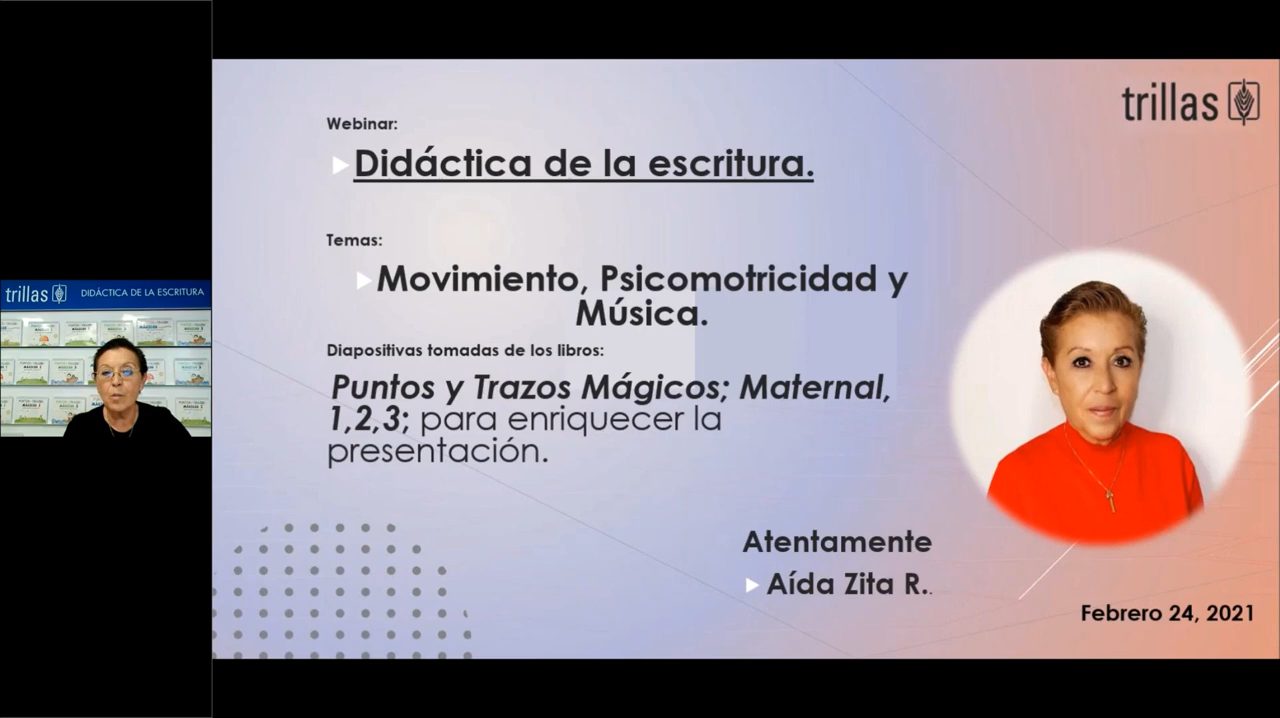 trillas
Webinar:
Didáctica de la escritura.
Temas:
Movimiento, Psicomotricidad y
Música.
Diapositivas tomadas de los libros:
Puntos y Trazos Mágicos; Maternal,
1,2,3; para enriquecer la
presentación.
Atentamente
Aída Zita R..
Febrero 24, 2021
trillas DIDÁCTICA DE LA ESCRITURA